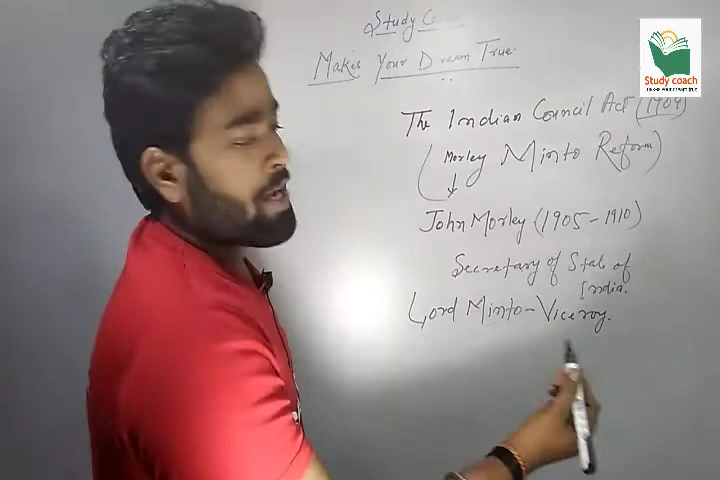 Study
Makes Your Dream True.
Study coach
The Indian Council Act (1909)
(Morley Minto Reform)
John Morley (1905-1910)
Secretary of State of
India.
Lord Minto-Viceroy.